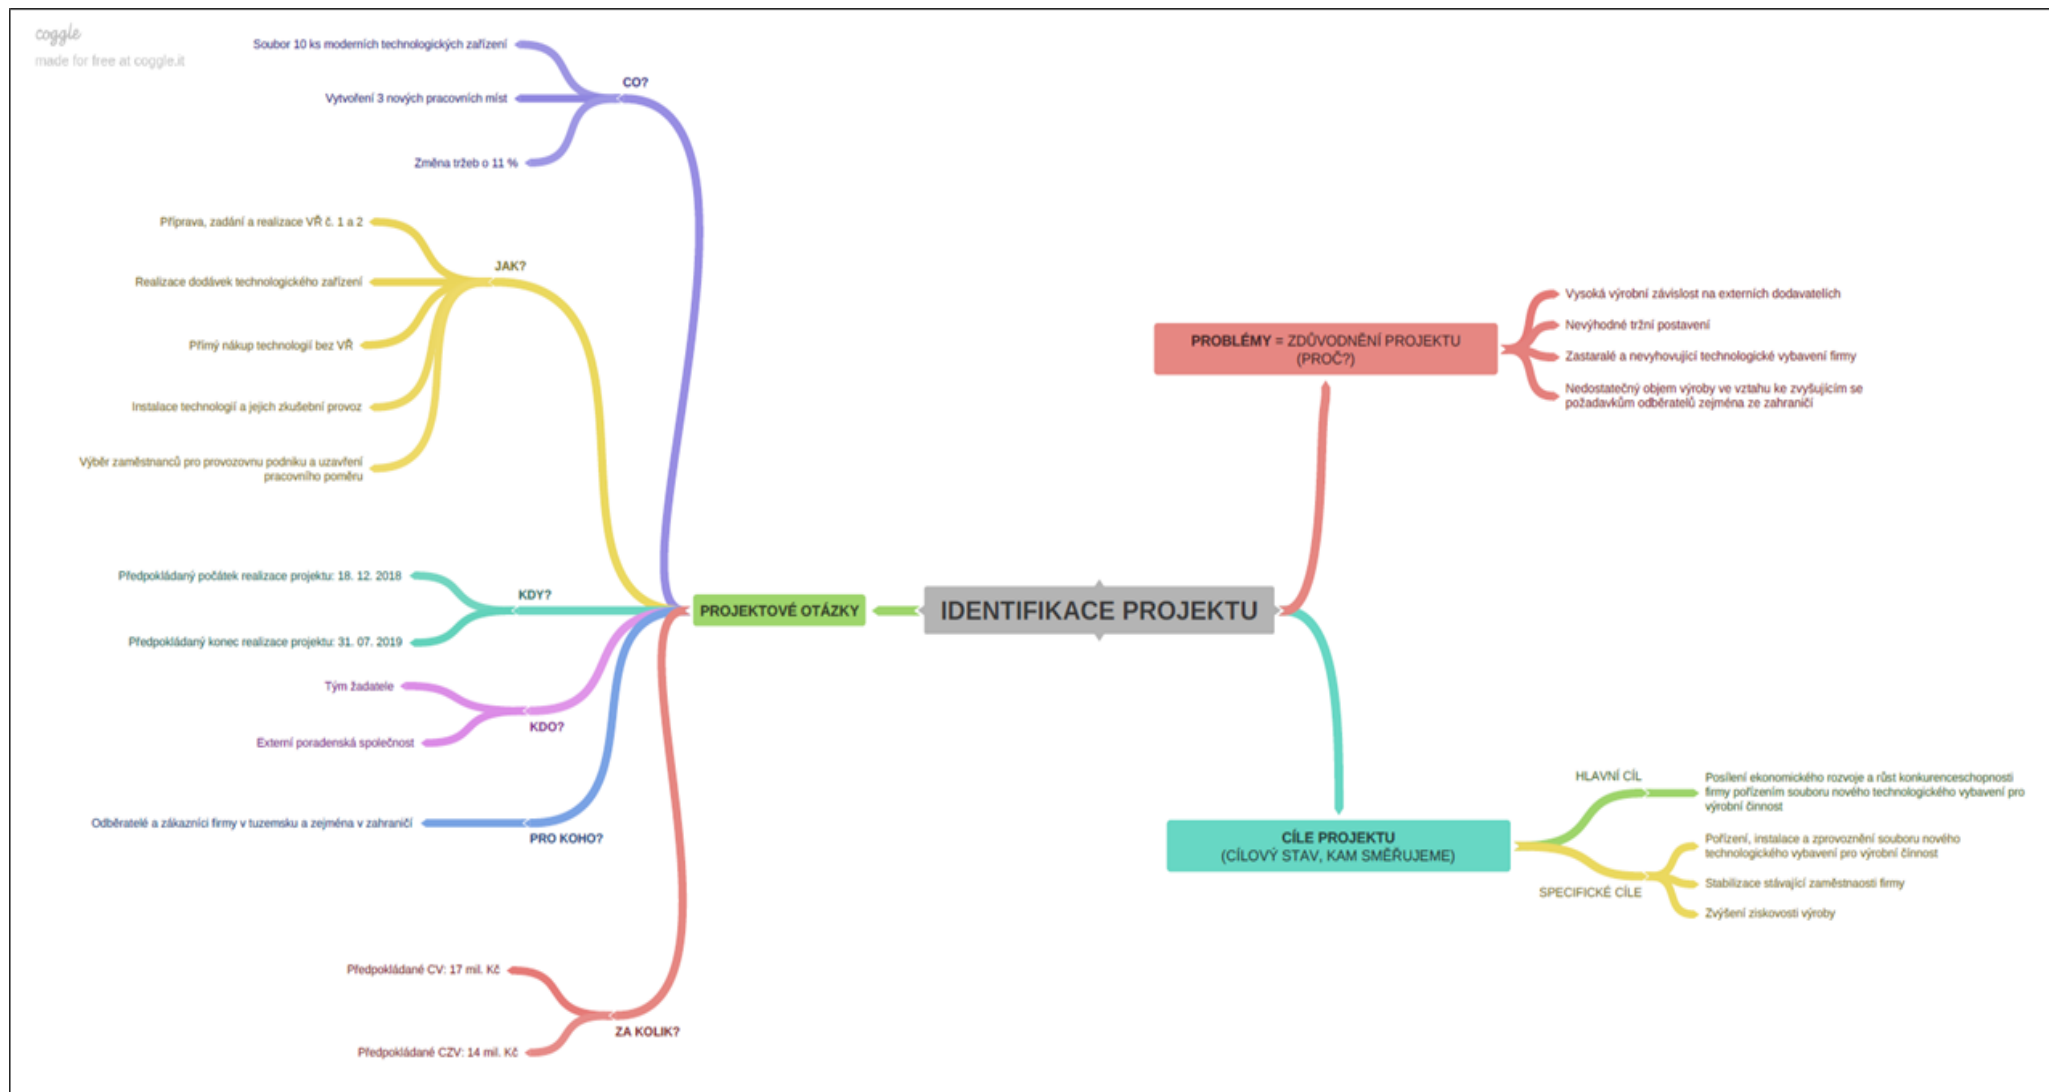 coggle
made for free at coggle.it
Soubor 10 ks moderních technologických zařízení
CO?
Vytvoření 3 nových pracovních míst
Změna tržeb o 11 %
Příprava, zadání a realizace VŘ č. 1 a 2
JAK?
Realizace dodávek technologického zařízení
Přímý nákup technologií bez VŘ
Instalace technologií a jejich zkušební provoz
Výběr zaměstnanců pro provozovnu podniku a uzavření
pracovního poměru
Předpokládaný počátek realizace projektu: 18. 12. 2018
KDY?
Předpokládaný konec realizace projektu: 31. 07. 2019
Tým žadatele
KDO?
Externí poradenská společnost
Odběratelé a zákazníci firmy v tuzemsku a zejména v zahraničí
PRO KOHO?
Předpokládané CV: 17 mil. Kč
ZA KOLIK?
Předpokládané CZV: 14 mil. Kč
PROJEKTOVÉ OTÁZKY
IDENTIFIKACE PROJEKTU
PROBLÉMY = ZDŮVODNĚNÍ PROJEKTU
(PROČ?)
Vysoká výrobní závislost na externích dodavatelích
Nevýhodné tržní postavení
Zastaralé a nevyhovující technologické vybavení firmy
Nedostatečný objem výroby ve vztahu ke zvyšujícím se
požadavkům odběratelů zejména ze zahraničí
CÍLE PROJEKTU
(CÍLOVÝ STAV, KAM SMĚŘUJEME)
HLAVNÍ CÍL
Posílení ekonomického rozvoje a růst konkurenceschopnosti
firmy pořízením souboru nového technologického vybavení pro
výrobní činnost
SPECIFICKÉ CÍLE
Pořízení, instalace a zprovoznění souboru nového
technologického vybavení pro výrobní činnost
Stabilizace stávající zaměstnaosti firmy
Zvýšení ziskovosti výroby